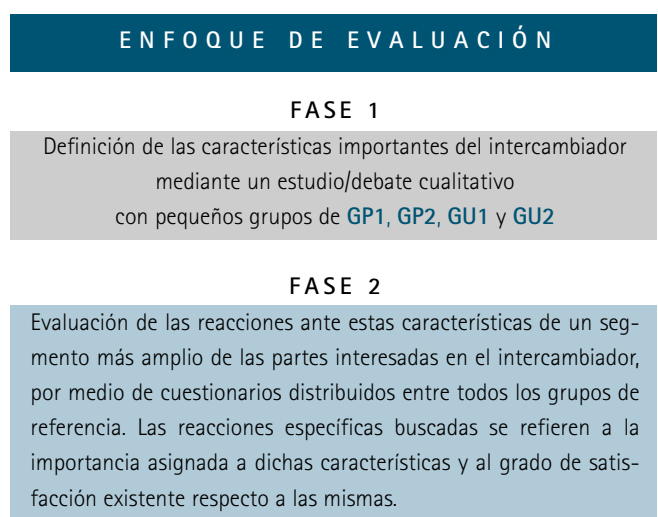 ENFOQUE DE EVALUACIÓN
FASE 1
Definición de las características importantes del intercambiador
mediante un estudio/debate cualitativo
con pequeños grupos de GP1, GP2, GU1 y GU2
FASE 2
Evaluación de las reacciones ante estas características de un seg-
mento más amplio de las partes interesadas en el intercambiador,
por medio de cuestionarios distribuidos entre todos los grupos de
referencia. Las reacciones específicas buscadas se refieren a la
importancia asignada a dichas características y al grado de satis-
facción existente respecto a las mismas.